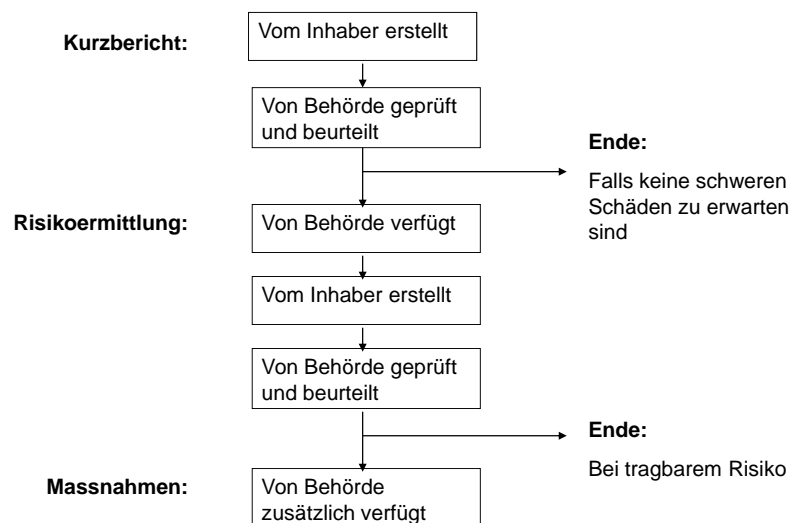 Kurzbericht:
Vom Inhaber erstellt
Von Behörde geprüft
und beurteilt
Ende:
Falls keine schweren
Schäden zu erwarten
sind
Risikoermittlung:
Von Behörde verfügt
Vom Inhaber erstellt
Von Behörde geprüft
und beurteilt
Ende:
Bei tragbarem Risiko
Massnahmen:
Von Behörde
zusätzlich verfügt